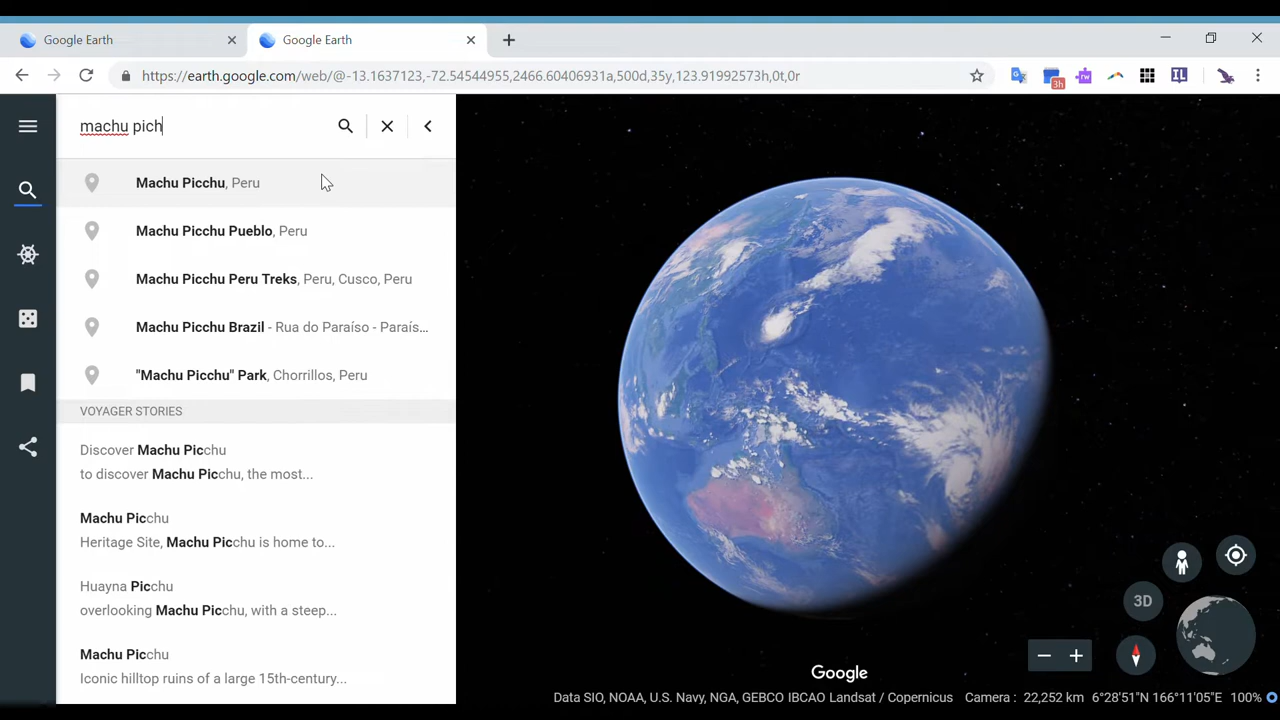 Google Earth
Google Earth
https://earth.google.com/web/@-13.1637123,-72.54544955,2466.60406931a,500d,35y,123.91992573h,0t,0r
3h
rw
IL
machu pich
Machu Picchu, Peru
Machu Picchu Pueblo, Peru
Machu Picchu Peru Treks, Peru, Cusco, Peru
Machu Picchu Brazil - Rua do Paraíso - Paraís...
"Machu Picchu" Park, Chorrillos, Peru
VOYAGER STORIES
Discover Machu Picchu
to discover Machu Picchu, the most...
Machu Picchu
Heritage Site, Machu Picchu is home to...
Huayna Picchu
overlooking Machu Picchu, with a steep...
Machu Picchu
Iconic hilltop ruins of a large 15th-century...
3D
Google
Data SIO, NOAA, U.S. Navy, NGA, GEBCO IBCAO Landsat / Copernicus Camera : 22,252 km 6°28'51"N 166°11'05"E 100%